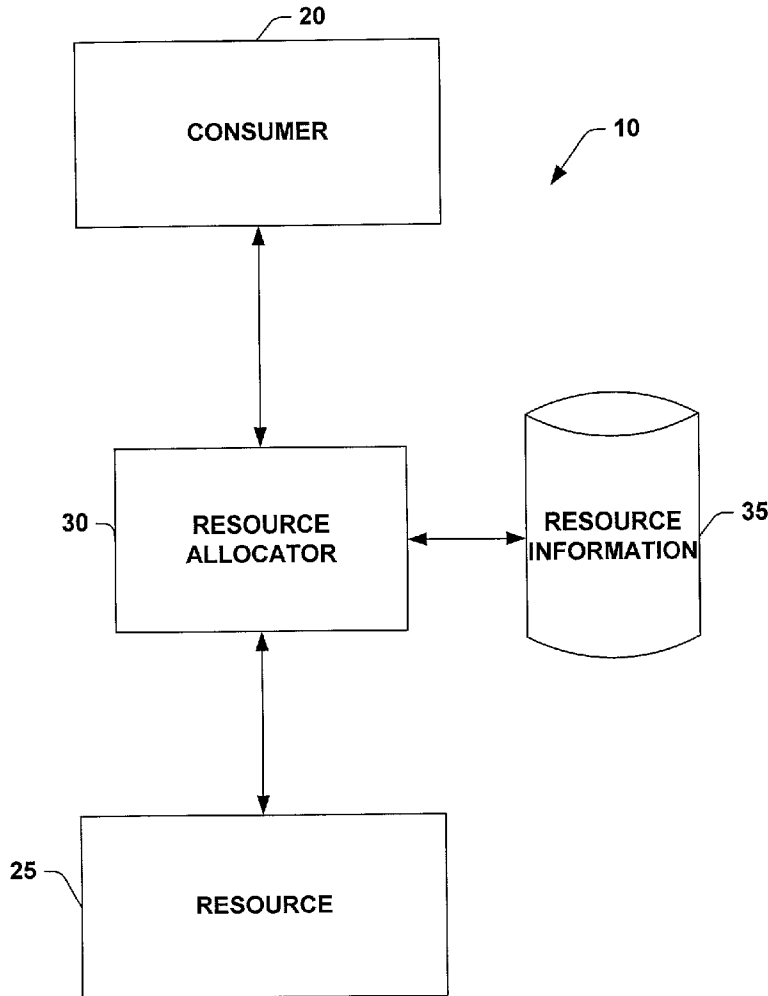 20
CONSUMER
10
30
RESOURCE
ALLOCATOR
RESOURCE
INFORMATION
35
25
RESOURCE